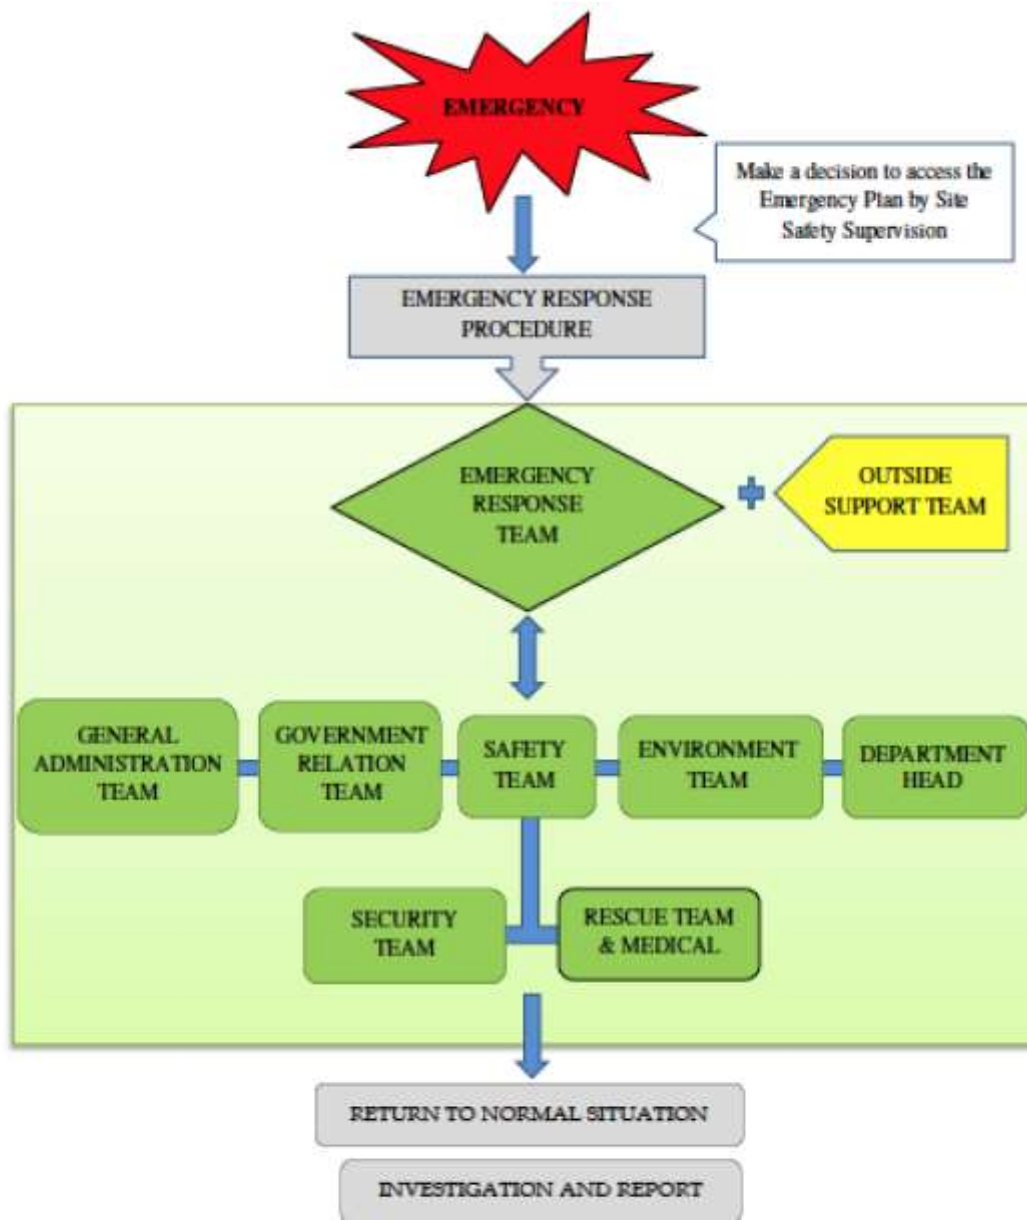 EMERGENCY
Make a decision to access the
Emergency Plan by Site
Safety Supervision
EMERGENCY RESPONSE
PROCEDURE
EMERGENCY
RESPONSE
TEAM
OUTSIDE
SUPPORT TEAM
GENERAL
ADMINISTRATION
TEAM
GOVERNMENT
RELATION
TEAM
SAFETY
TEAM
ENVIRONMENT
TEAM
DEPARTMENT
HEAD
SECURITY
TEAM
RESCUE TEAM
& MEDICAL
RETURN TO NORMAL SITUATION
INVESTIGATION AND REPORT